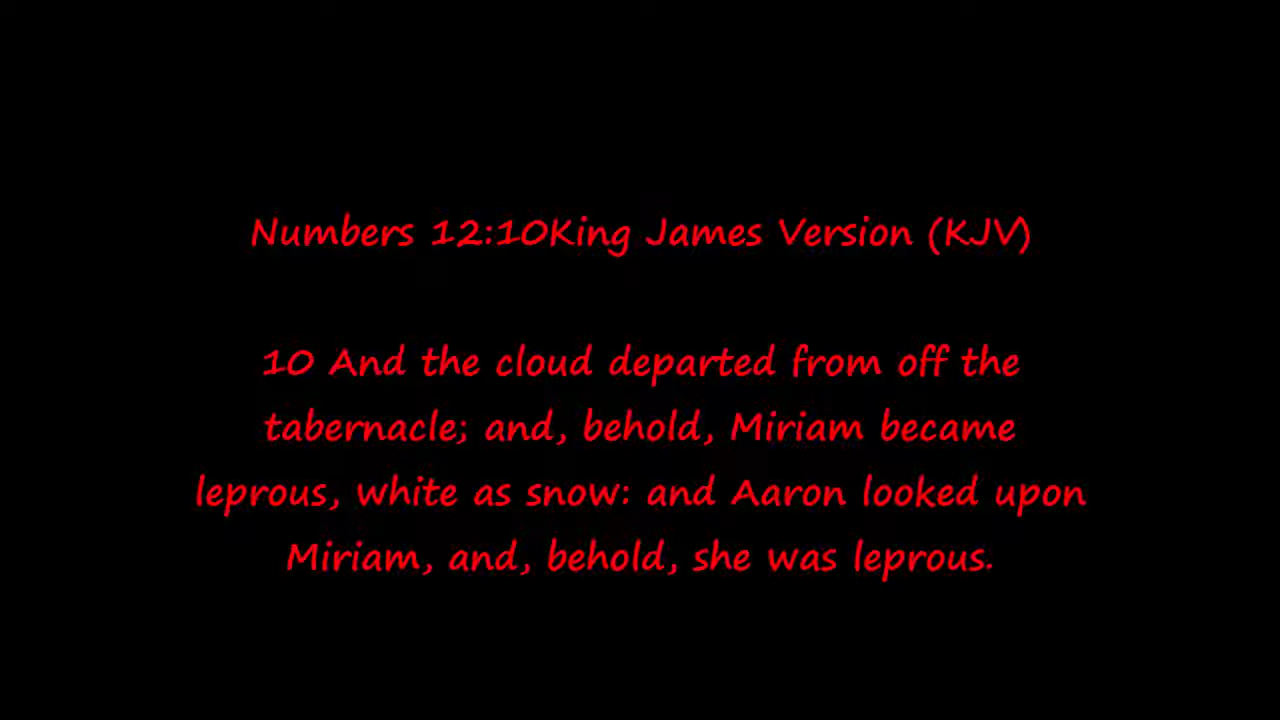 Numbers 12:10King James Version (KJV)
10 And the cloud departed from off the
tabernacle; and, behold, Miriam became
leprous, white as snow: and Aaron looked upon
Miriam, and, behold, she was leprous.